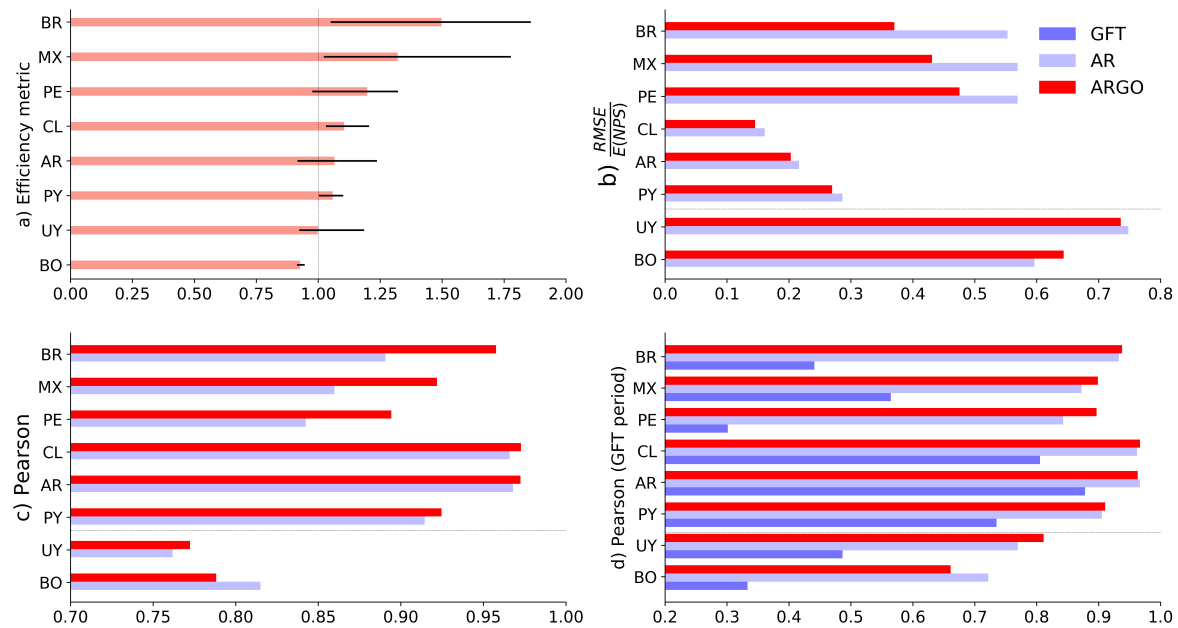 a) Efficiency metric
BR
MX
PE
CL
AR
PY
UY
BO
0.00 0.25 0.50 0.75 1.00 1.25 1.50 1.75 2.00
b) RMSE
E(NPS)
BR
MX
PE
CL
AR
PY
UY
BO
0.0 0.1 0.2 0.3 0.4 0.5 0.6 0.7 0.8
GFT
AR
ARGO
c) Pearson
BR
MX
PE
CL
AR
PY
UY
BO
0.70 0.75 0.80 0.85 0.90 0.95 1.00
d) Pearson (GFT period)
BR
MX
PE
CL
AR
PY
UY
BO
0.2 0.3 0.4 0.5 0.6 0.7 0.8 0.9 1.0